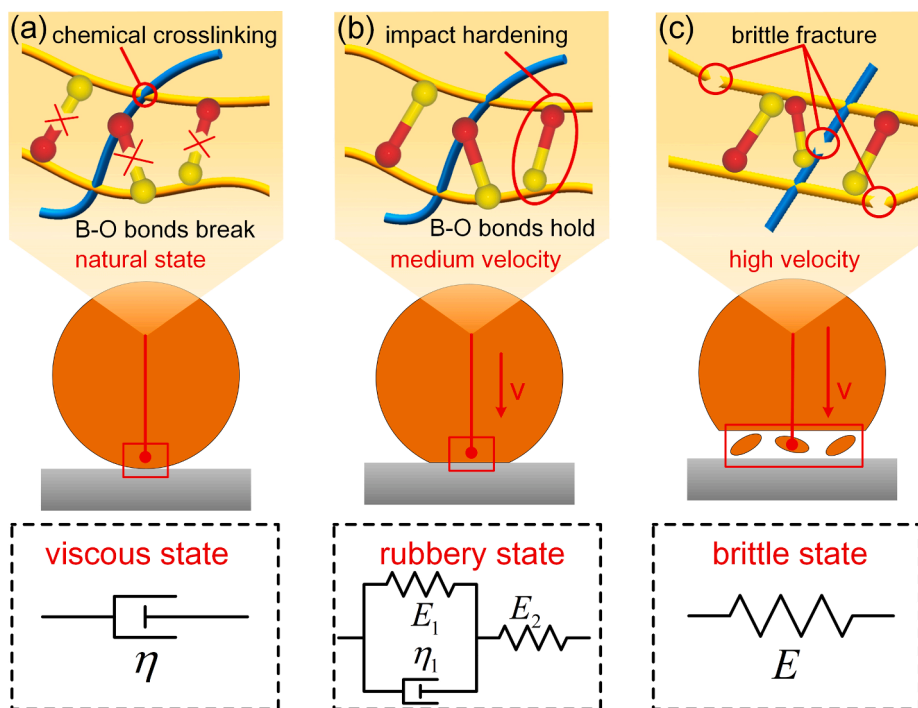 (a)
chemical crosslinking
B-O bonds break
natural state
viscous state
η
(b)
impact hardening
B-O bonds hold
medium velocity
v
rubbery state
E₁
η₁
E₂
(c)
brittle fracture
high velocity
v
brittle state
E